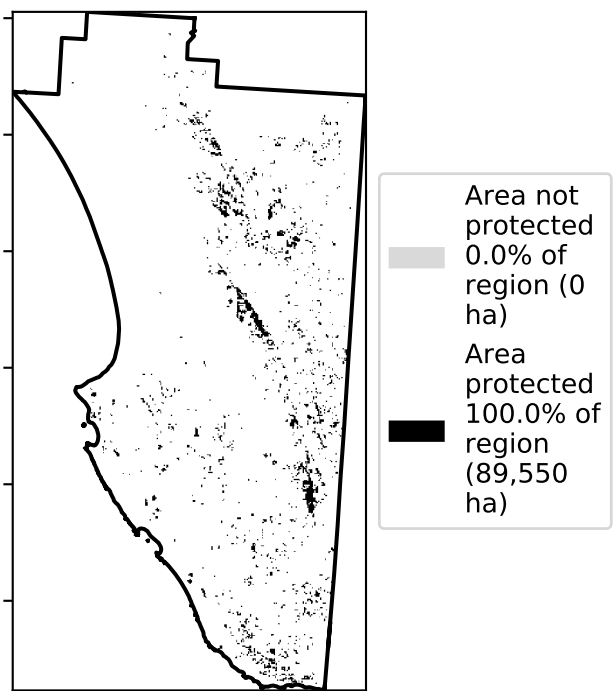 Area not
protected
0.0% of
region (0
ha)
Area
protected
100.0% of
region
(89,550
ha)